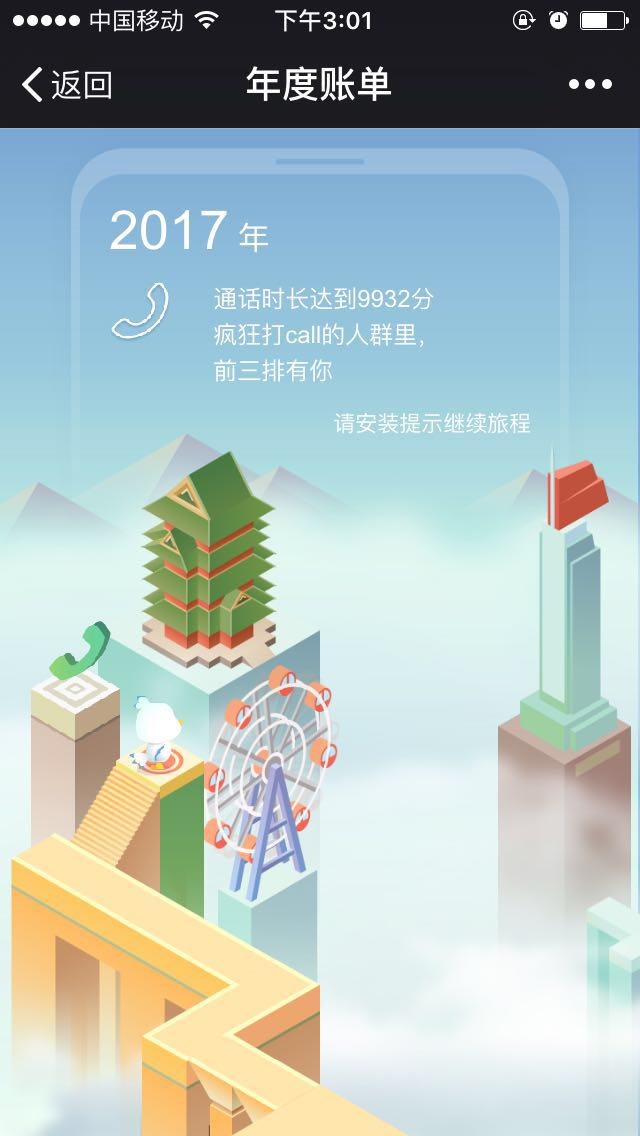 中国移动 下午3:01
返回 年度账单
2017 年
通话时长达到9932分
疯狂打call的人群里，
前三排有你
请安装提示继续旅程